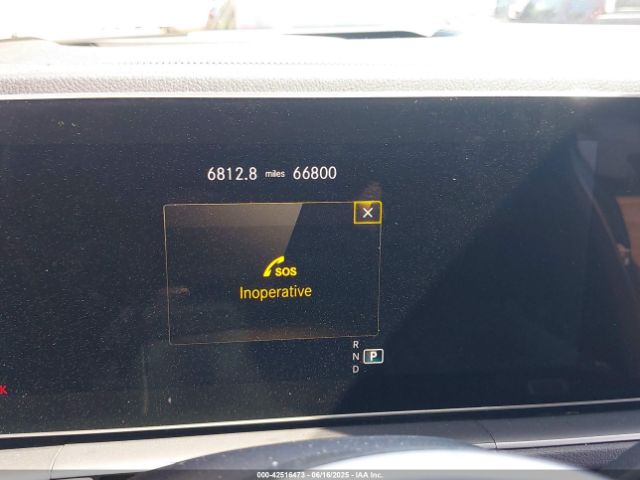 6812.8 miles 66800
X
SOS
Inoperative
R
N P
D
K
000-42516473 - 06/16/2025 - IAA Inc.